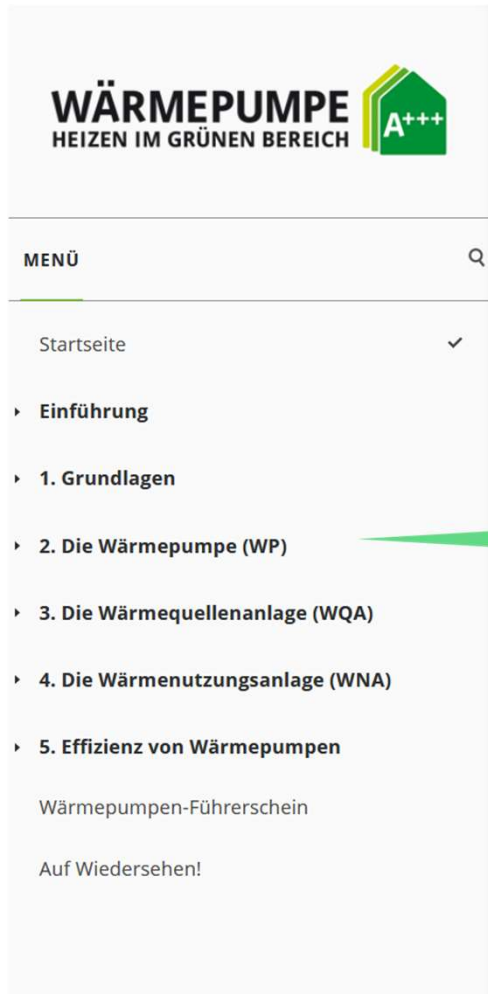 WÄRMEPUMPE
HEIZEN IM GRÜNEN BEREICH
A+++
MENÜ
Startseite
Einführung
1. Grundlagen
2. Die Wärmepumpe (WP)
3. Die Wärmequellenanlage (WQA)
4. Die Wärmenutzungsanlage (WNA)
5. Effizienz von Wärmepumpen
Wärmepumpen-Führerschein
Auf Wiedersehen!